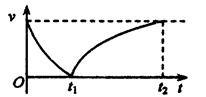 v
O t₁ t₂ t